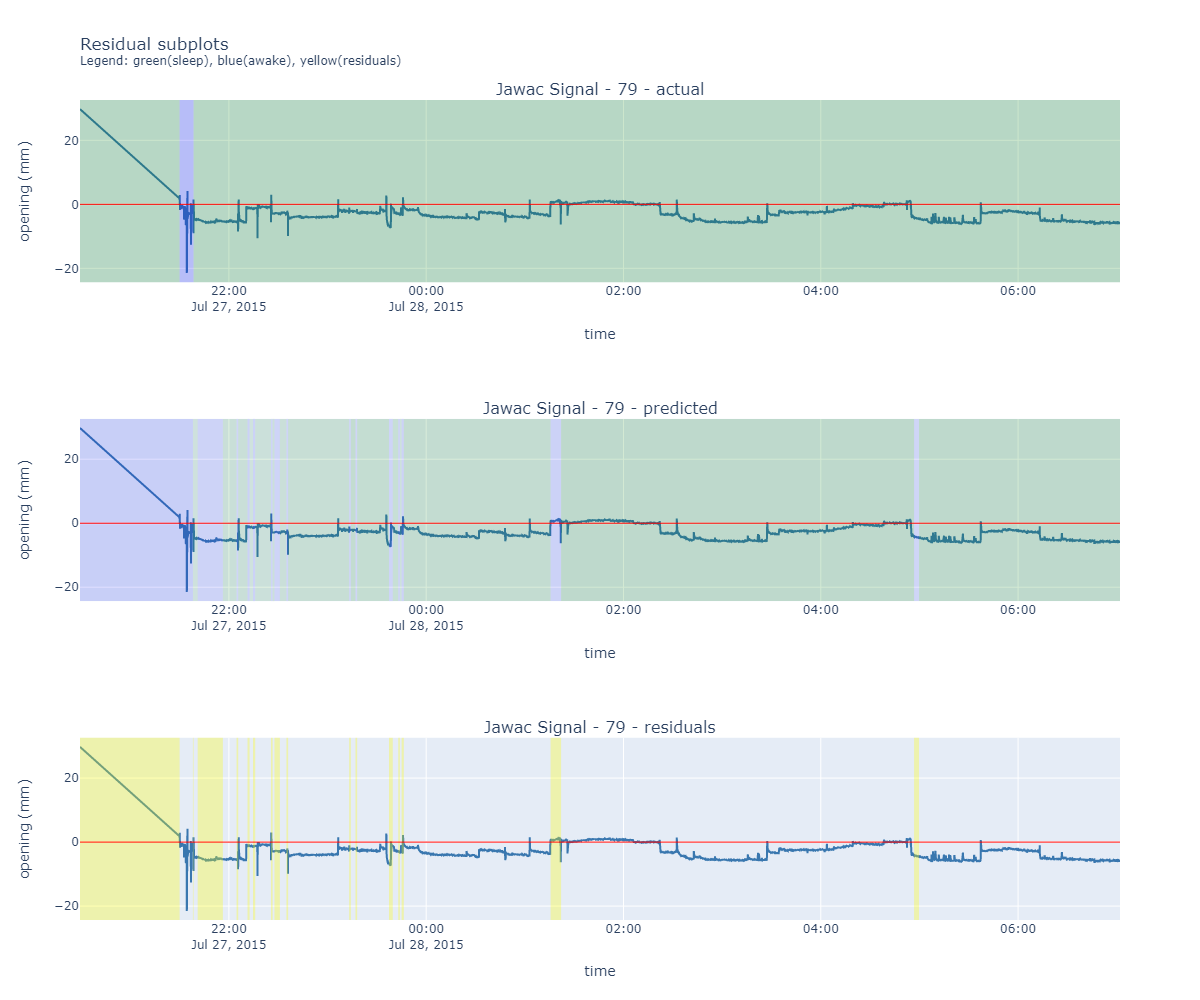 Residual subplots
Legend: green(sleep), blue(awake), yellow(residuals)
Jawac Signal - 79 - actual
opening (mm)
20
0
−20
22:00 00:00 02:00 04:00 06:00
Jul 27, 2015 Jul 28, 2015
time
Jawac Signal - 79 - predicted
opening (mm)
20
0
−20
22:00 00:00 02:00 04:00 06:00
Jul 27, 2015 Jul 28, 2015
time
Jawac Signal - 79 - residuals
opening (mm)
20
0
−20
22:00 00:00 02:00 04:00 06:00
Jul 27, 2015 Jul 28, 2015
time